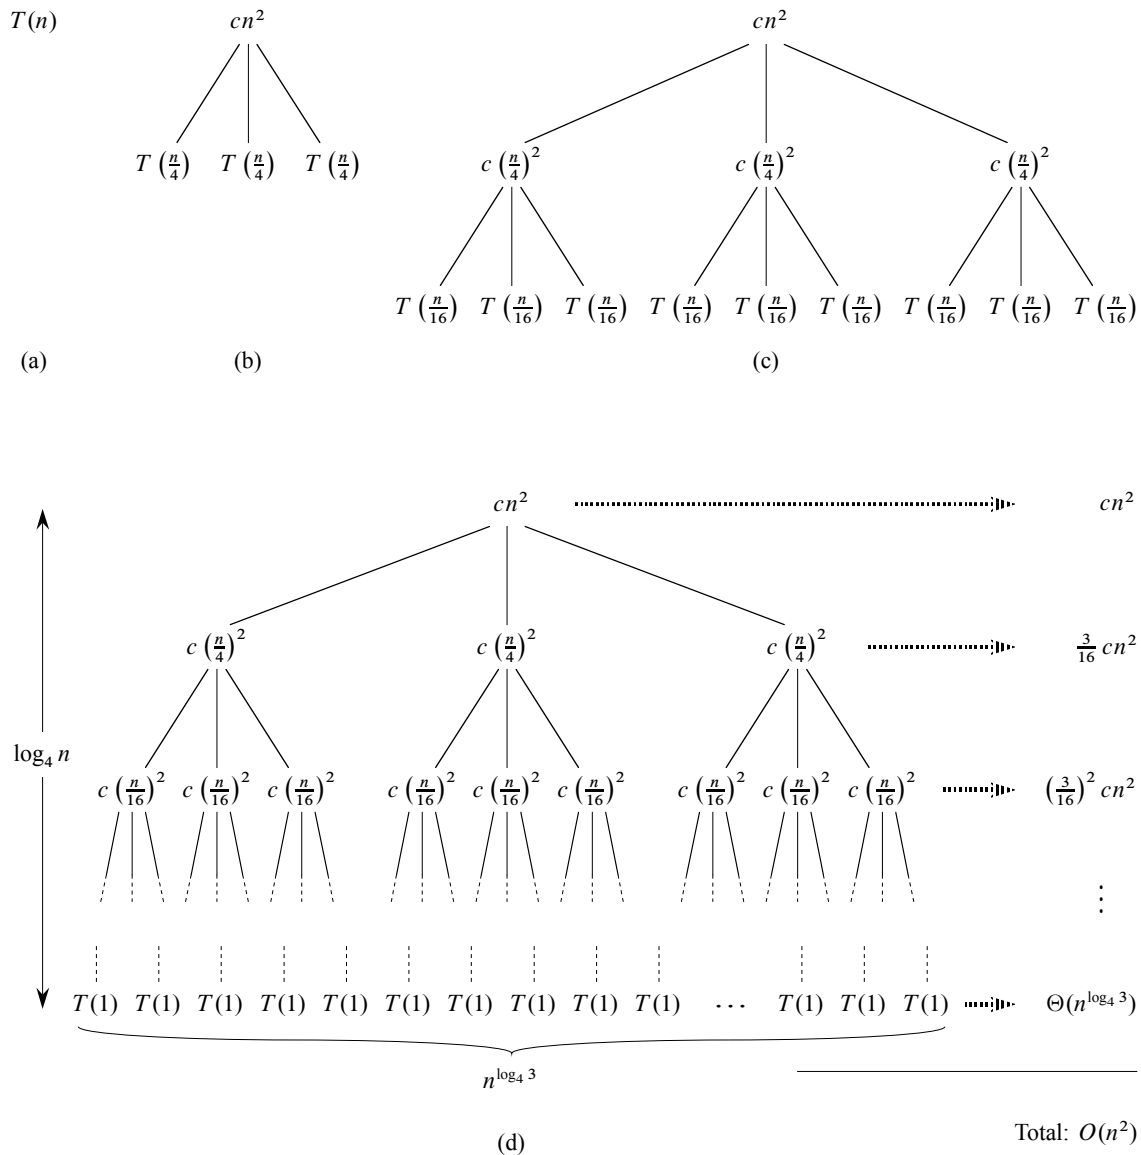 T(n) cn² cn²
T (n/4) T (n/4) T (n/4) c (n/4)² c (n/4)² c (n/4)²
T (n/16) T (n/16) T (n/16) T (n/16) T (n/16) T (n/16) T (n/16) T (n/16) T (n/16)
(a) (b) (c)
cn² cn²
c (n/4)² c (n/4)² c (n/4)² 3/16 cn²
log₄ n
c (n/16)² c (n/16)² c (n/16)² c (n/16)² c (n/16)² c (n/16)² c (n/16)² c (n/16)² c (n/16)² (3/16)² cn²
⋮
T(1) T(1) T(1) T(1) T(1) T(1) T(1) T(1) T(1) T(1) … T(1) T(1) T(1) Θ(n^{log₄ 3})
n^{log₄ 3}
(d) Total: O(n²)